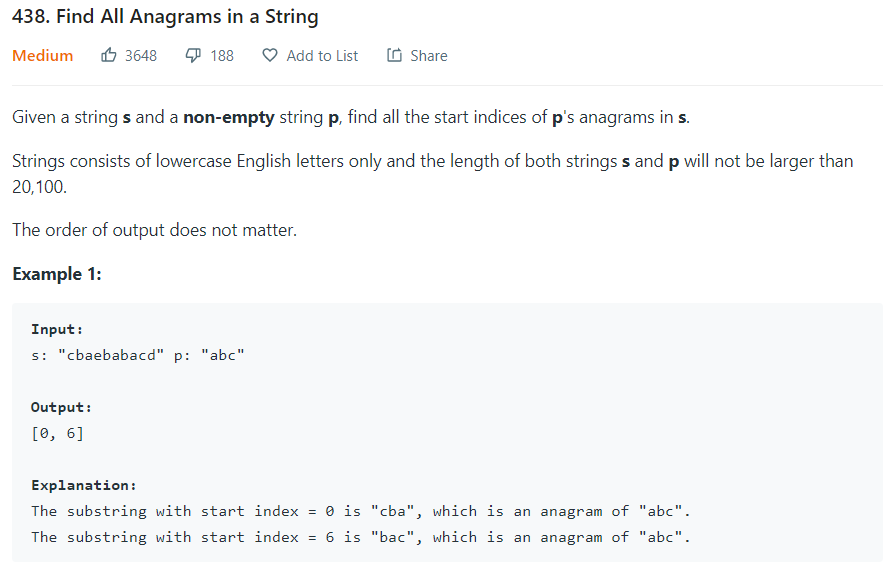 438. Find All Anagrams in a String
Medium 3648 188 Add to List Share
Given a string s and a non-empty string p, find all the start indices of p's anagrams in s.
Strings consists of lowercase English letters only and the length of both strings s and p will not be larger than
20,100.
The order of output does not matter.
Example 1:
Input:
s: "cbaebabacd" p: "abc"
Output:
[0, 6]
Explanation:
The substring with start index = 0 is "cba", which is an anagram of "abc".
The substring with start index = 6 is "bac", which is an anagram of "abc".